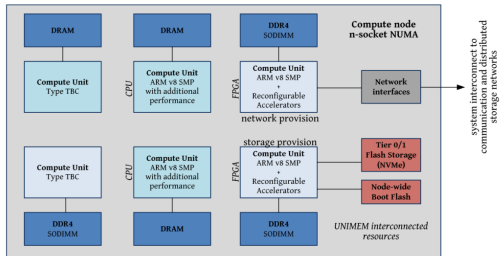 DRAM
DRAM
DDR4
SODIMM
Compute node
n-socket NUMA
Compute Unit
Type TBC
CPU
Compute Unit
ARM v8 SMP
with additional
performance
FPGA
Compute Unit
ARM v8 SMP
+
Reconfigurable
Accelerators
Network
interfaces
network provision
system interconnect to
communication and distributed
storage networks
storage provision
Compute Unit
Type TBC
CPU
Compute Unit
ARM v8 SMP
with additional
performance
FPGA
Compute Unit
ARM v8 SMP
+
Reconfigurable
Accelerators
Tier 0/1
Flash Storage
(NVMe)
Node-wide
Boot Flash
DDR4
SODIMM
DRAM
DDR4
SODIMM
UNIMEM interconnected
resources